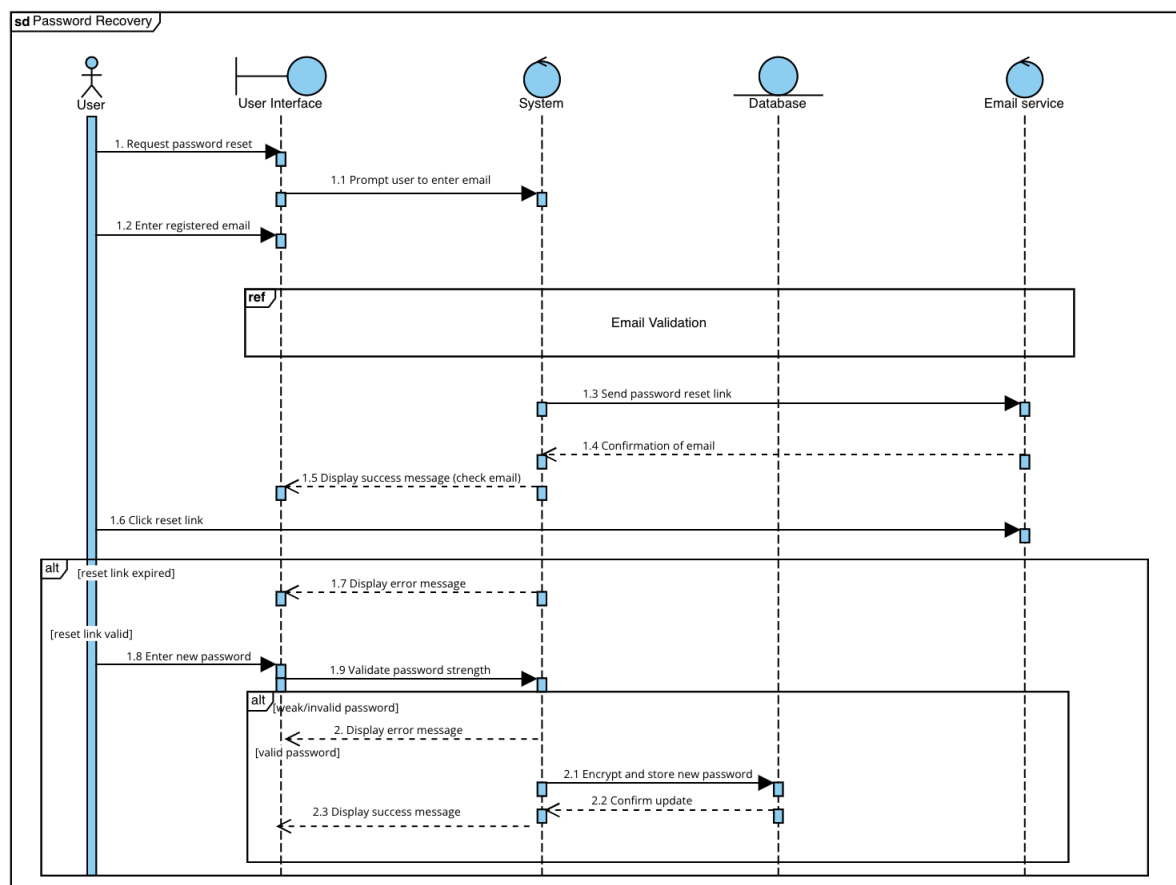 sd Password Recovery
User
User Interface
System
Database
Email service
1. Request password reset
1.1 Prompt user to enter email
1.2 Enter registered email
ref
Email Validation
1.3 Send password reset link
1.4 Confirmation of email
1.5 Display success message (check email)
1.6 Click reset link
alt
[reset link expired]
1.7 Display error message
[reset link valid]
1.8 Enter new password
1.9 Validate password strength
alt
[weak/invalid password]
2. Display error message
[valid password]
2.1 Encrypt and store new password
2.2 Confirm update
2.3 Display success message